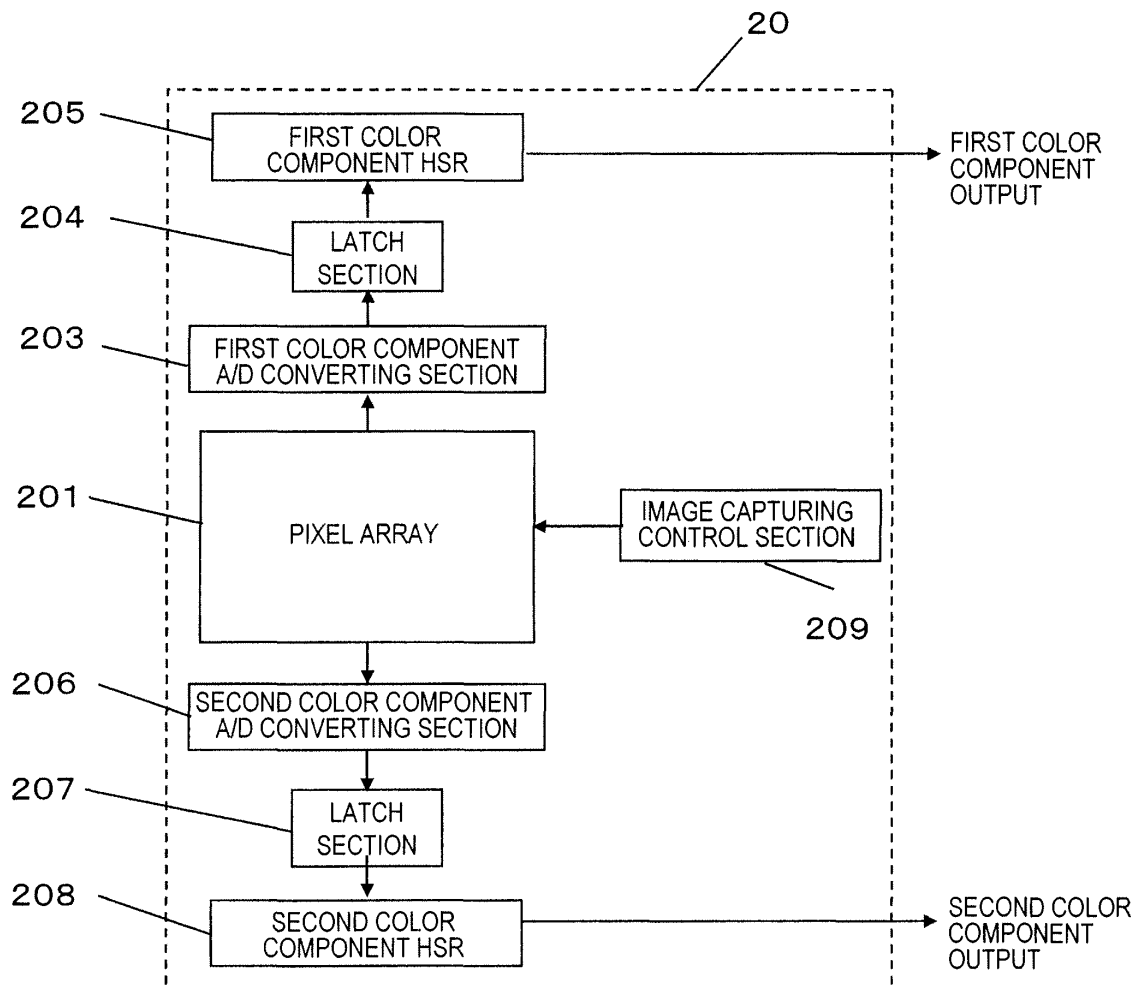 20
205
FIRST COLOR
COMPONENT HSR
FIRST COLOR
COMPONENT
OUTPUT
204
LATCH
SECTION
203
FIRST COLOR COMPONENT
A/D CONVERTING SECTION
201
PIXEL ARRAY
IMAGE CAPTURING
CONTROL SECTION
209
206
SECOND COLOR COMPONENT
A/D CONVERTING SECTION
207
LATCH
SECTION
208
SECOND COLOR
COMPONENT HSR
SECOND COLOR
COMPONENT
OUTPUT